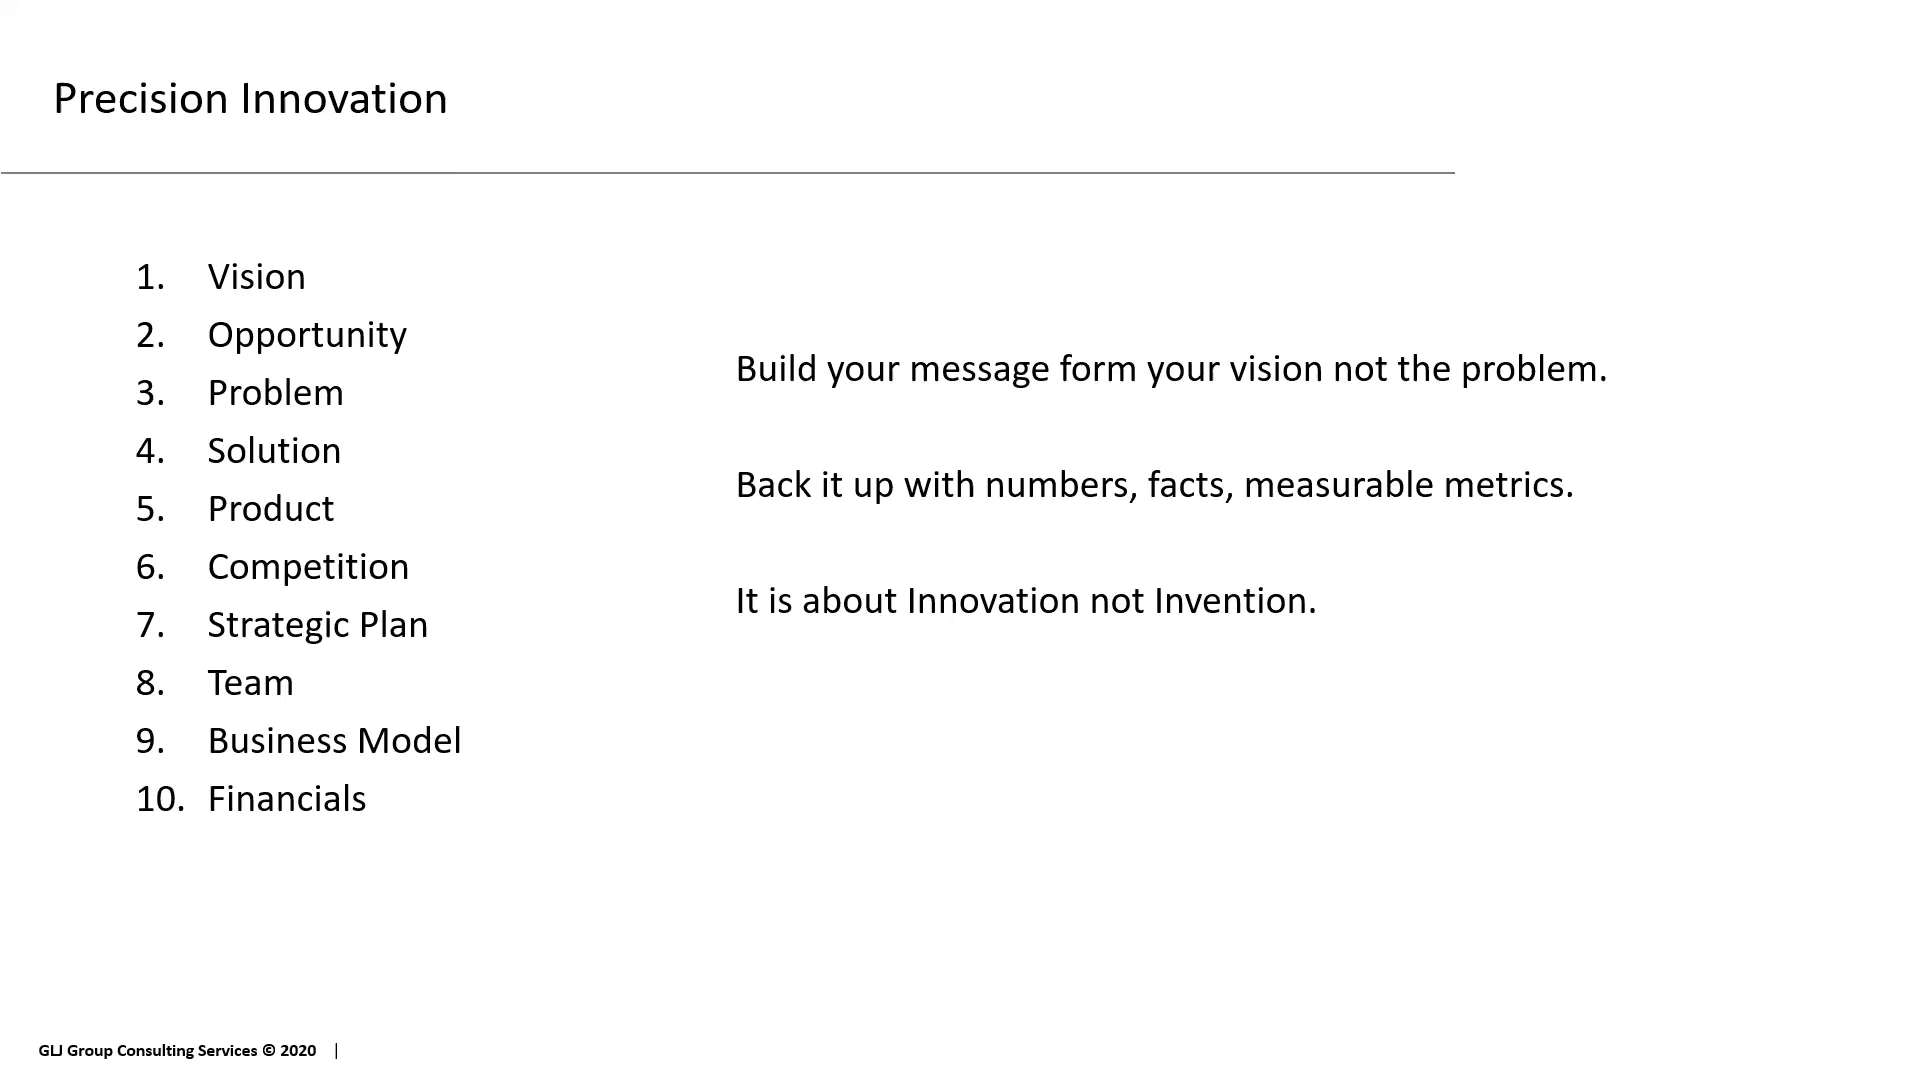 Precision Innovation
1. Vision
2. Opportunity
3. Problem
4. Solution
5. Product
6. Competition
7. Strategic Plan
8. Team
9. Business Model
10. Financials
Build your message form your vision not the problem.
Back it up with numbers, facts, measurable metrics.
It is about Innovation not Invention.
GLJ Group Consulting Services © 2020 |